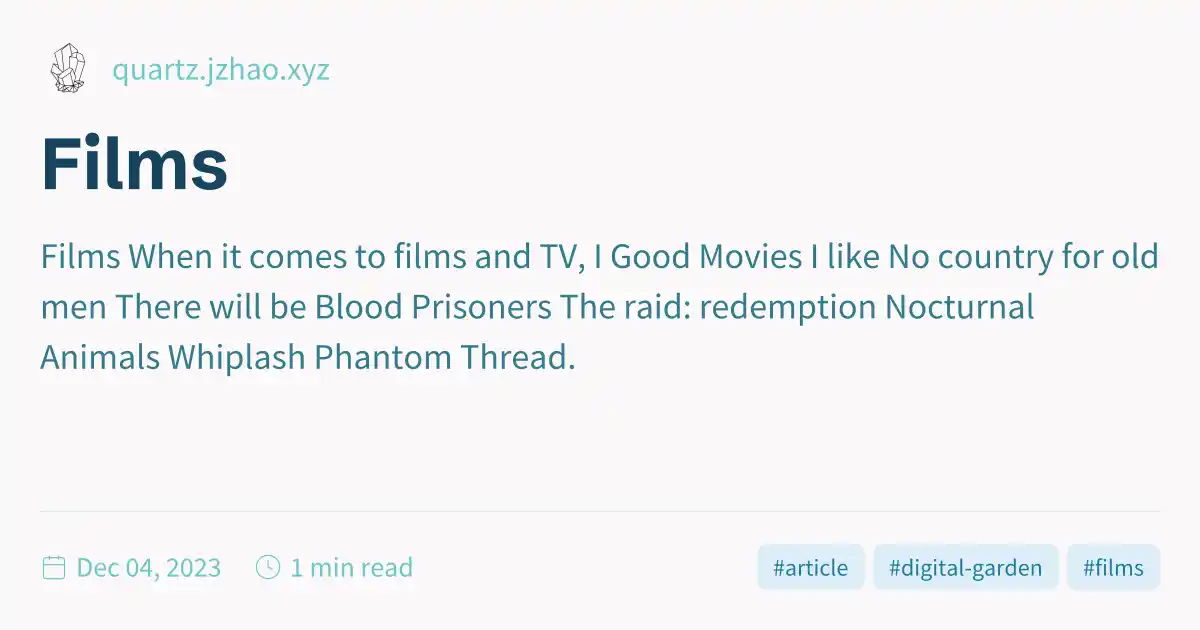 quartz.jzhao.xyz
Films
Films When it comes to films and TV, I Good Movies I like No country for old
men There will be Blood Prisoners The raid: redemption Nocturnal
Animals Whiplash Phantom Thread.
Dec 04, 2023 1 min read #article #digital-garden #films